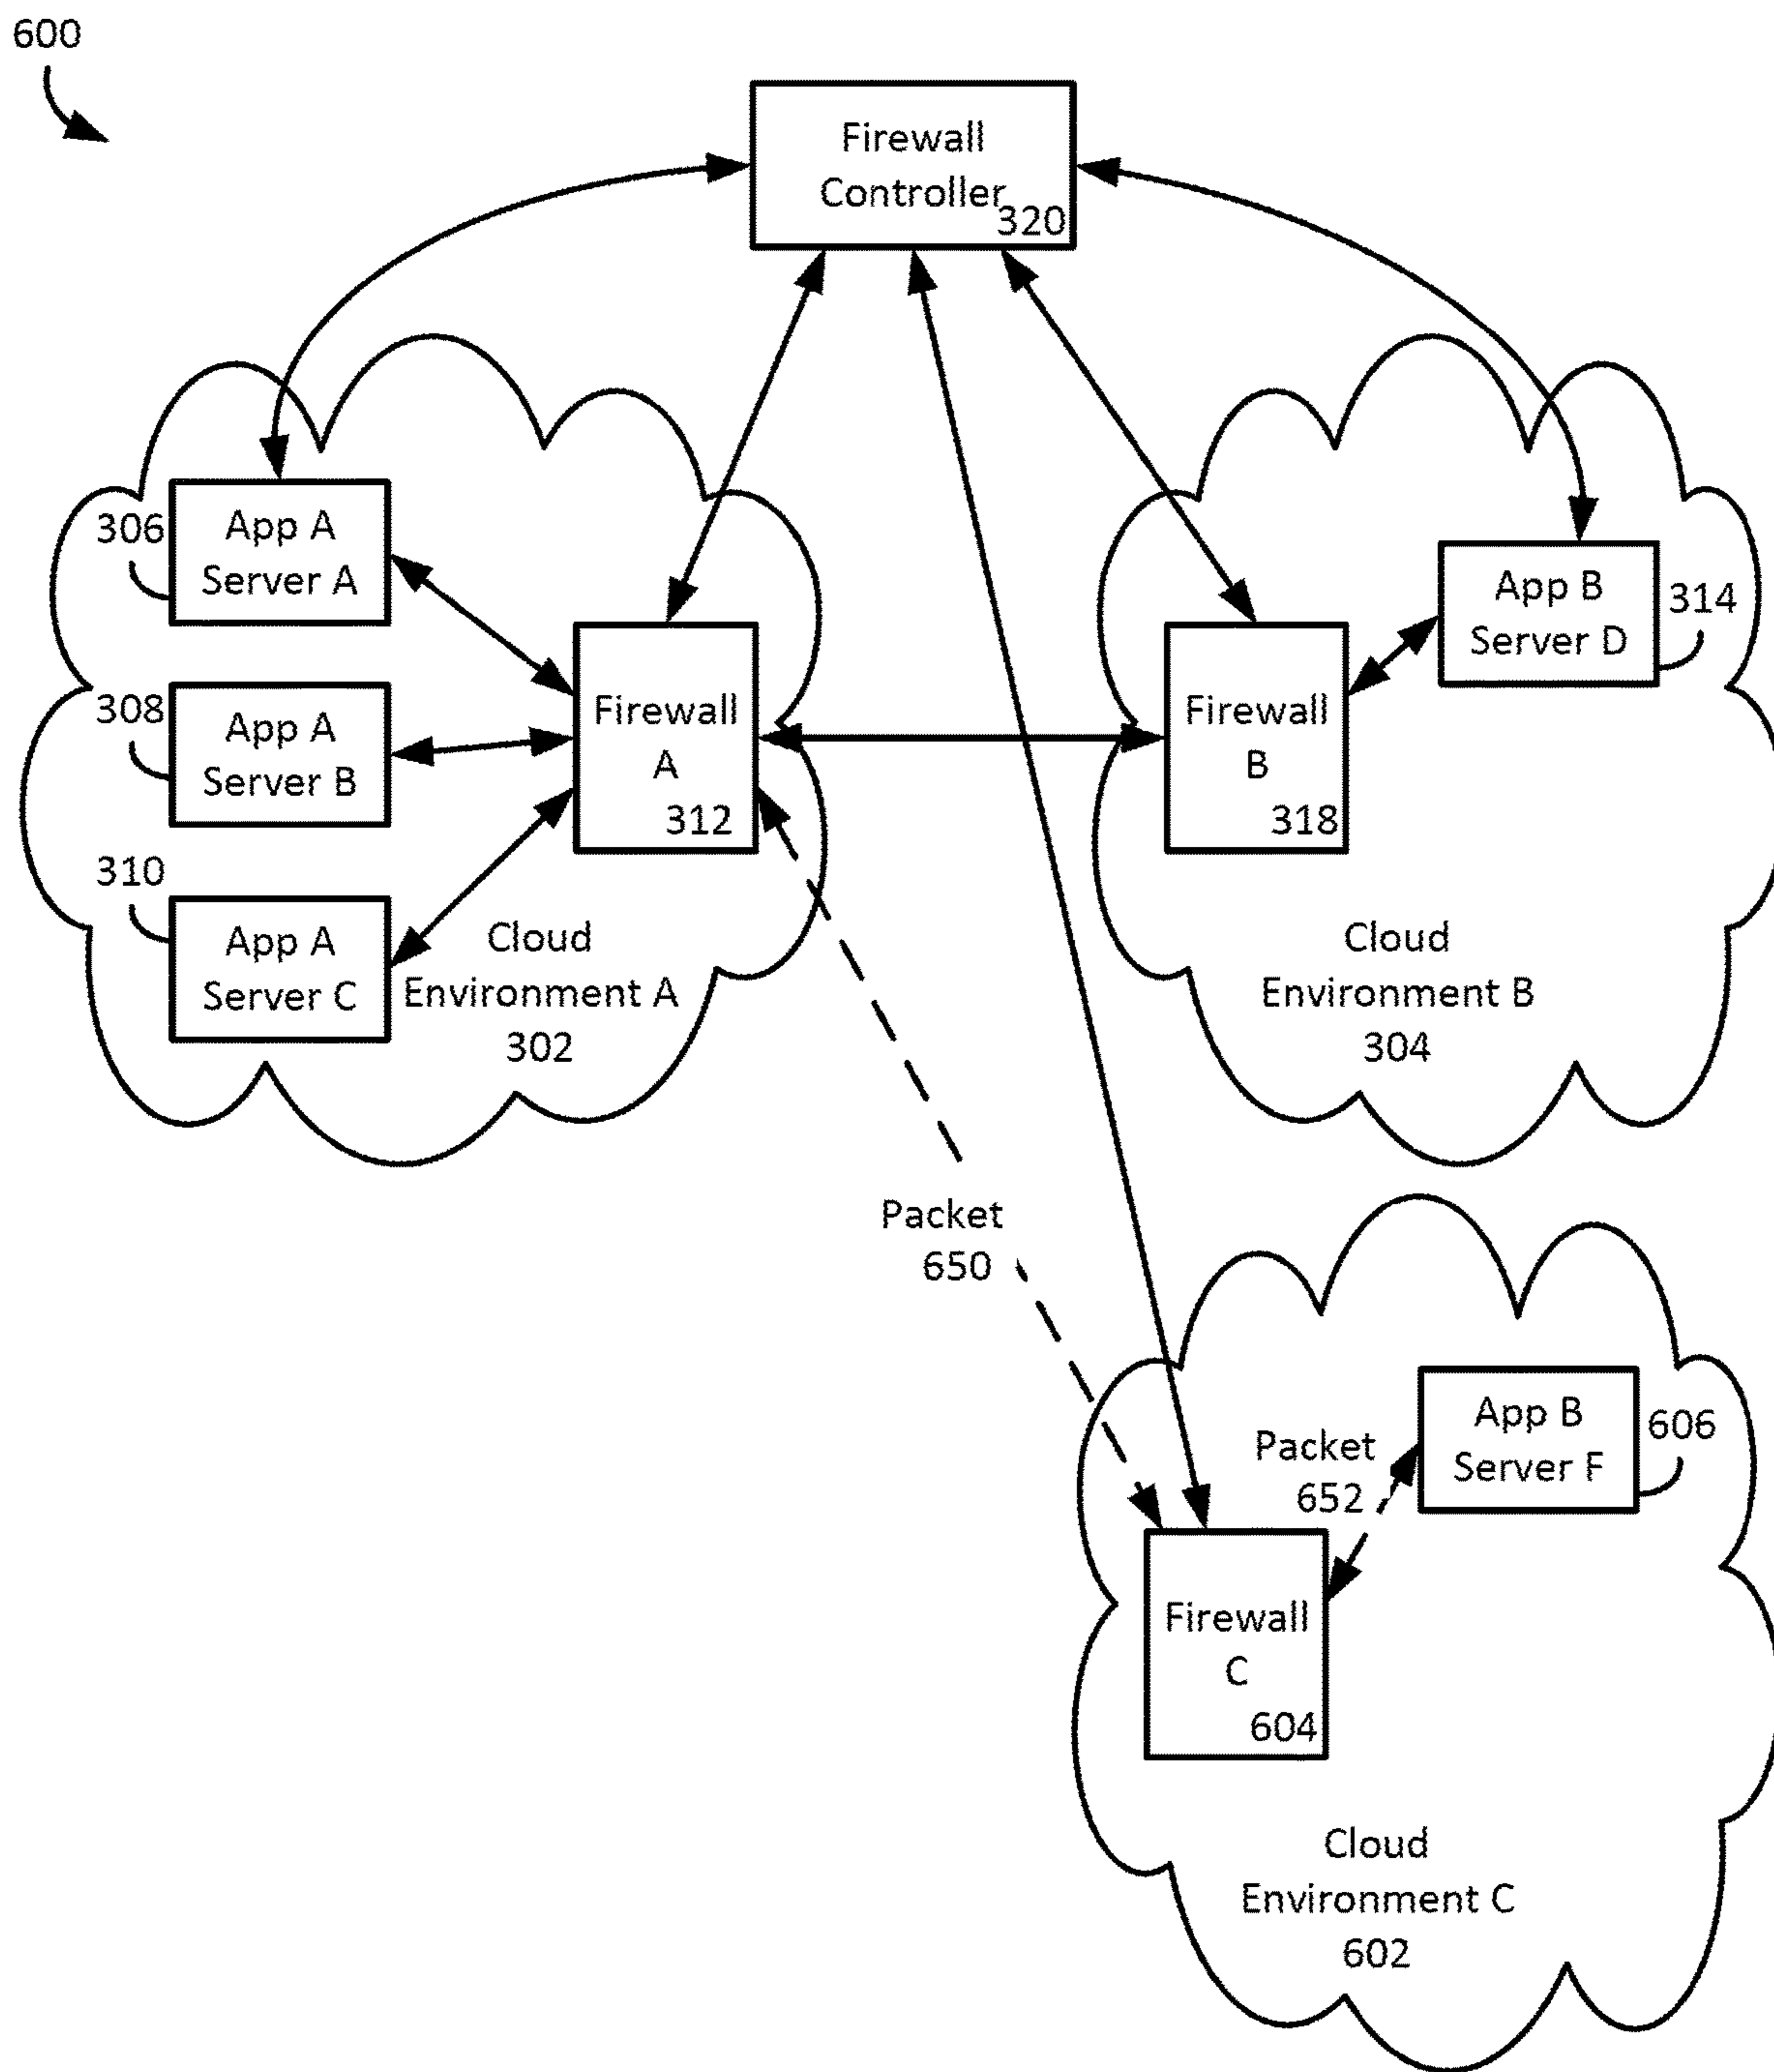 600
Firewall
Controller
320
306
App A
Server A
308
App A
Server B
310
App A
Server C
Firewall
A
312
Cloud
Environment A
302
Firewall
B
318
App B
Server D
314
Cloud
Environment B
304
Packet
650
Packet
652
App B
Server F
606
Firewall
C
604
Cloud
Environment C
602